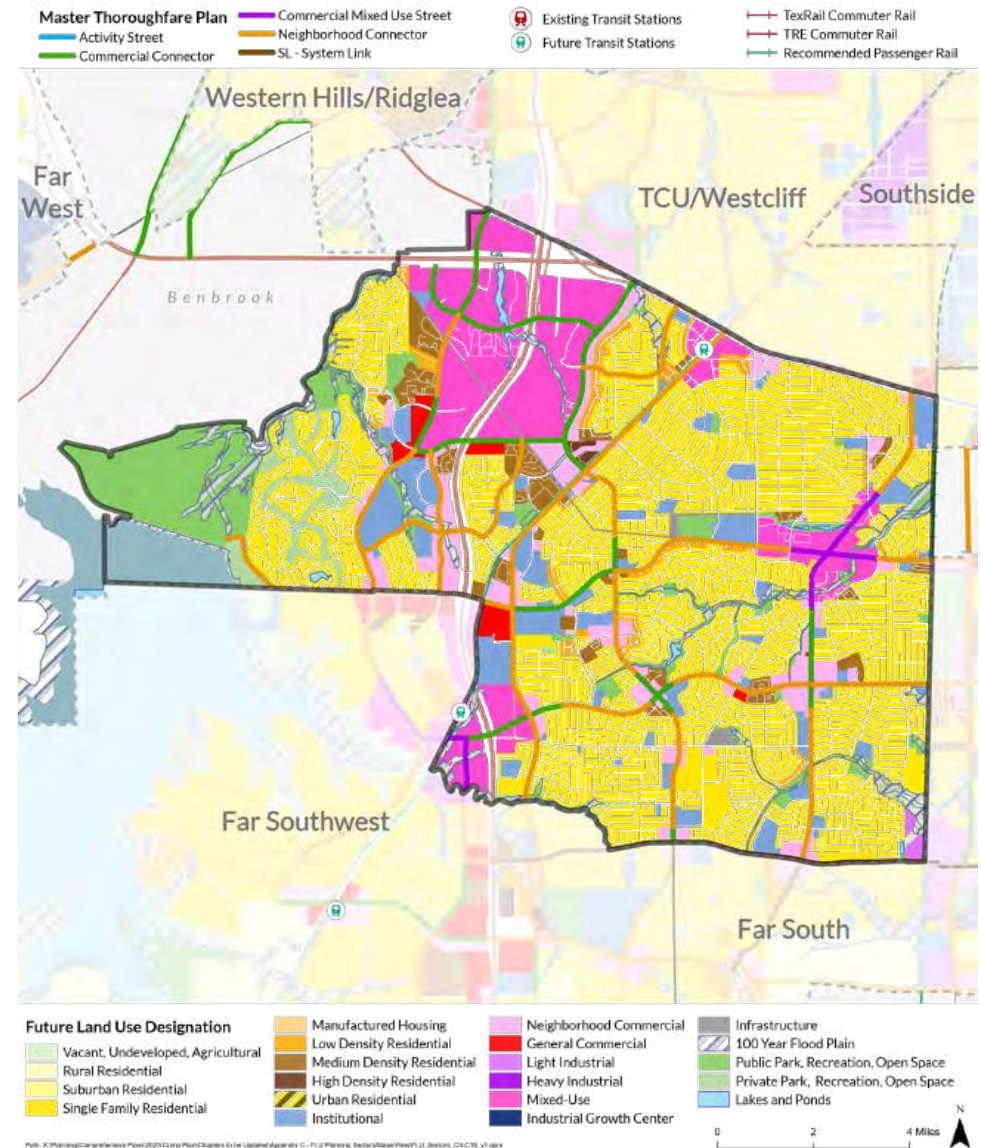 Master Thoroughfare Plan
Activity Street
Commercial Connector
Commercial Mixed Use Street
Neighborhood Connector
SL - System Link
Existing Transit Stations
Future Transit Stations
TexRail Commuter Rail
TRE Commuter Rail
Recommended Passenger Rail
Western Hills/Ridglea
Far
West
TCU/Westcliff
Southside
Benbrook
Far Southwest
Far South
Future Land Use Designation
Vacant, Undeveloped, Agricultural
Rural Residential
Suburban Residential
Single Family Residential
Manufactured Housing
Low Density Residential
Medium Density Residential
High Density Residential
Urban Residential
Institutional
Neighborhood Commercial
General Commercial
Light Industrial
Heavy Industrial
Mixed-Use
Industrial Growth Center
Infrastructure
100 Year Flood Plain
Public Park, Recreation, Open Space
Private Park, Recreation, Open Space
Lakes and Ponds
N
0 2 4 Miles